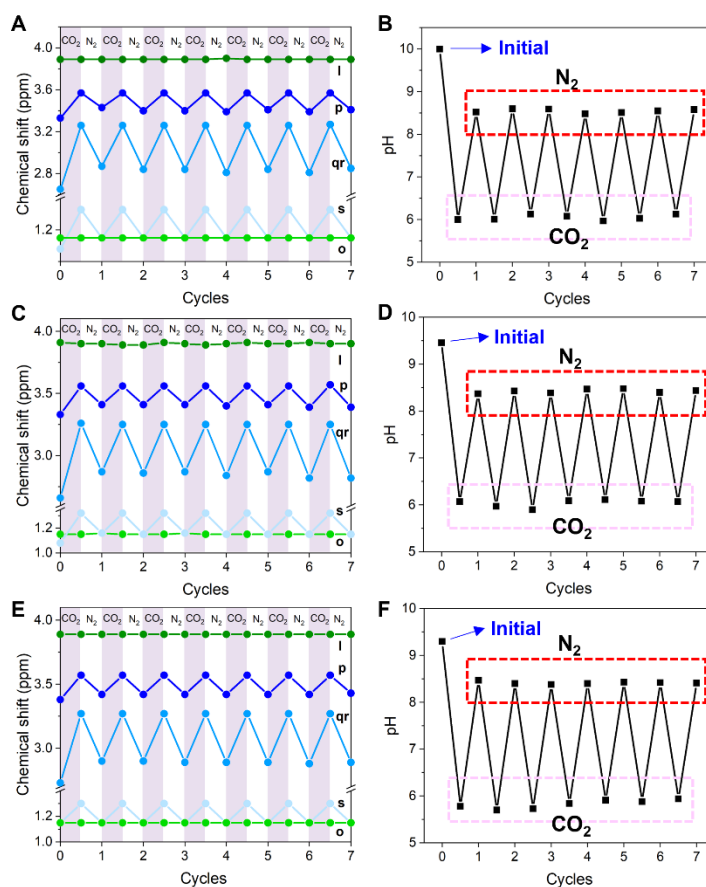 A
CO2 N2 CO2 N2 CO2 N2 CO2 N2 CO2 N2 CO2 N2 CO2 N2
Chemical shift (ppm)
4.0
3.6
3.2
2.8
1.2
l
p
qr
s
o
0 1 2 3 4 5 6 7
Cycles
B
pH
10
9
8
7
6
5
Initial
N2
CO2
0 1 2 3 4 5 6 7
Cycles
C
CO2 N2 CO2 N2 CO2 N2 CO2 N2 CO2 N2 CO2 N2 CO2 N2
Chemical shift (ppm)
4.0
3.5
3.0
1.2
1.0
l
p
qr
s
o
0 1 2 3 4 5 6 7
Cycles
D
pH
10
9
8
7
6
5
Initial
N2
CO2
0 1 2 3 4 5 6 7
Cycles
E
CO2 N2 CO2 N2 CO2 N2 CO2 N2 CO2 N2 CO2 N2 CO2 N2
Chemical shift (ppm)
4.0
3.5
3.0
1.2
1.0
l
p
qr
s
o
0 1 2 3 4 5 6 7
Cycles
F
pH
10
9
8
7
6
5
Initial
N2
CO2
0 1 2 3 4 5 6 7
Cycles